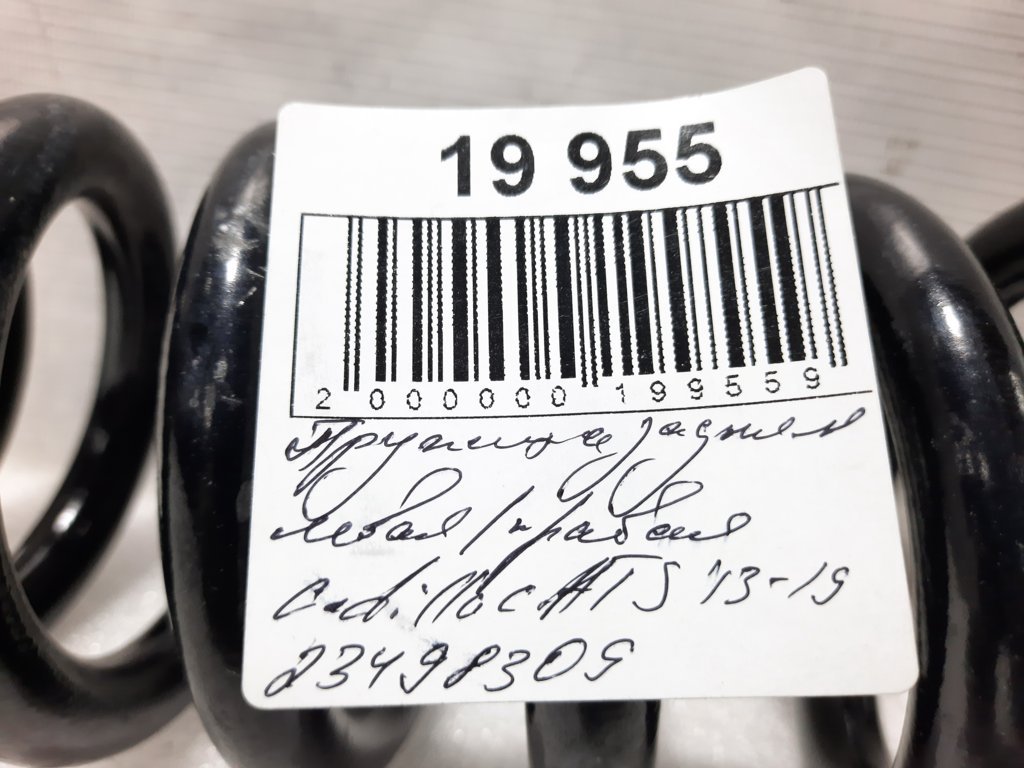 19 955
2 000000 199559
Пружина задняя
левая/правая
Cadillac ATS '13-19
23498309